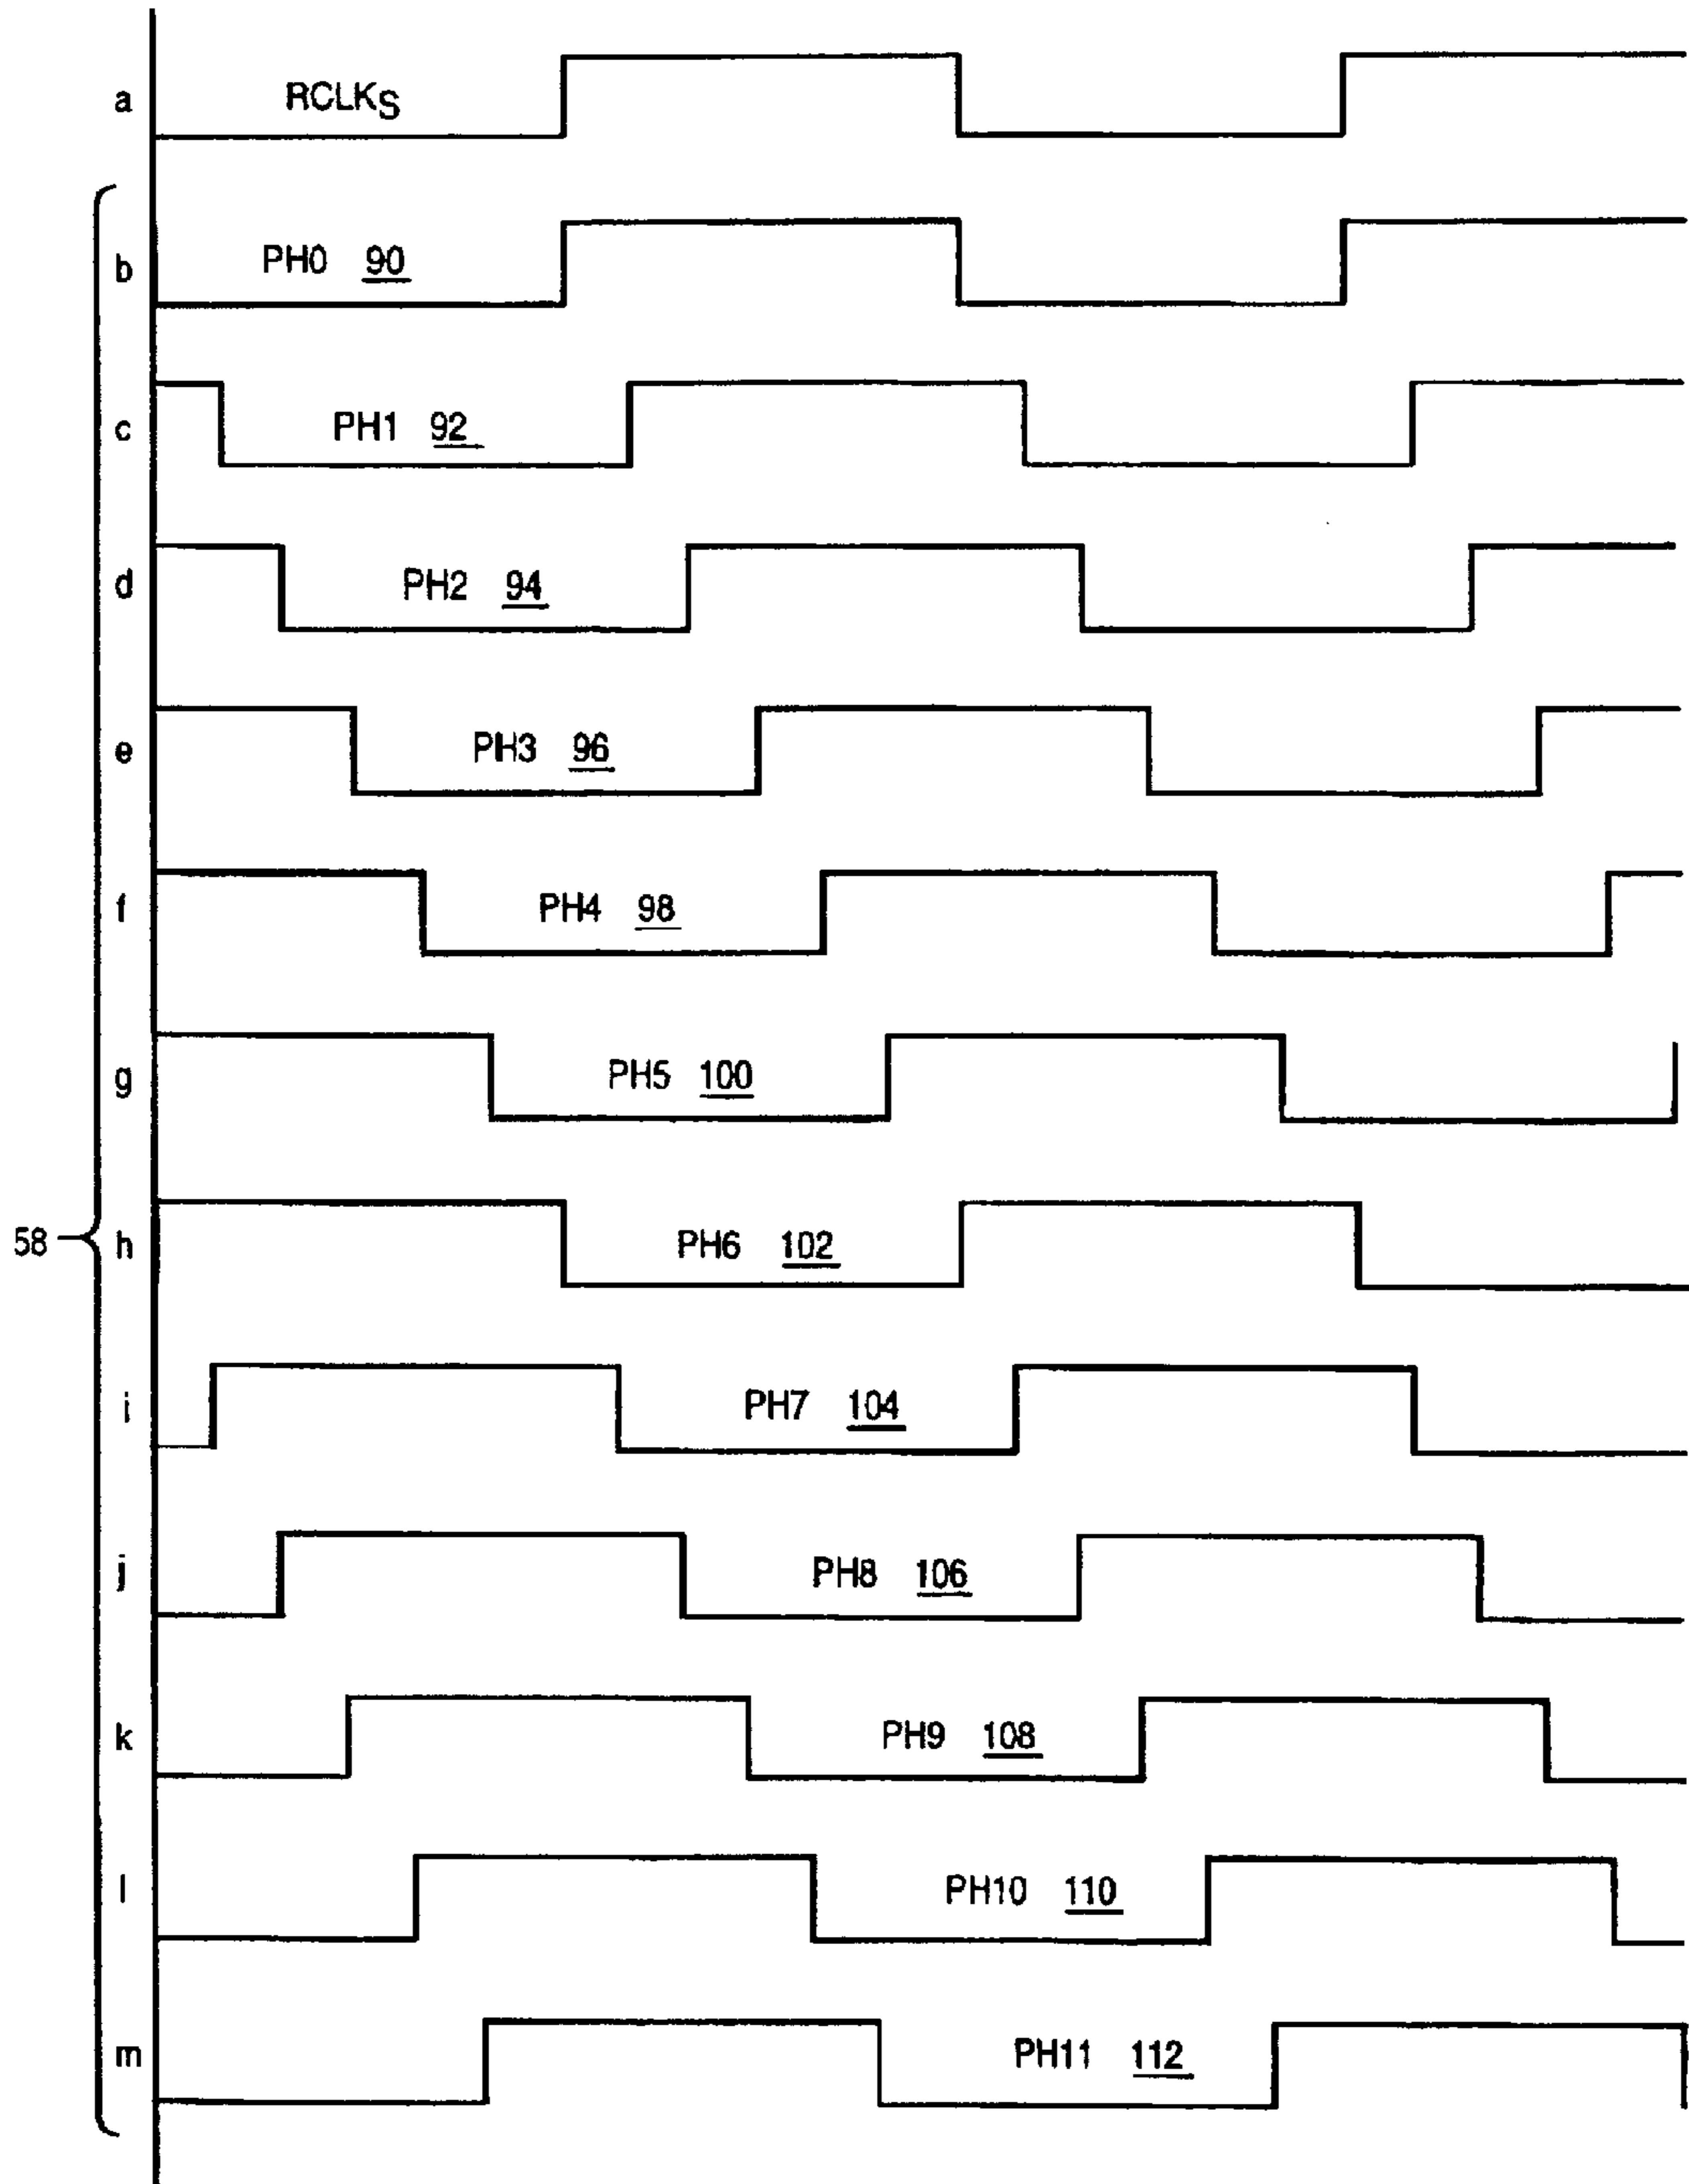 a RCLKS
b PH0 90
c PH1 92
d PH2 94
e PH3 96
f PH4 98
g PH5 100
58 h PH6 102
i PH7 104
j PH8 106
k PH9 108
l PH10 110
m PH11 112